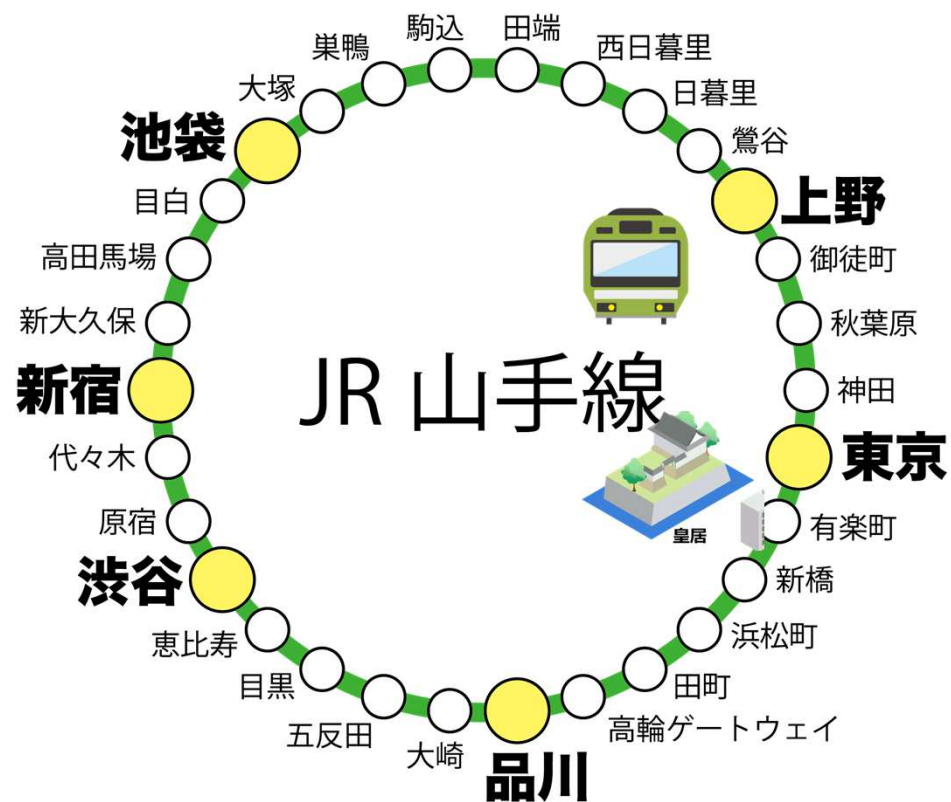 駒込
田端
巣鴨
西日暮里
大塚
日暮里
池袋
鶯谷
目白
上野
高田馬場
御徒町
新大久保
秋葉原
新宿
JR 山手線
神田
代々木
東京
原宿
皇居
有楽町
渋谷
新橋
恵比寿
浜松町
目黒
田町
五反田
高輪ゲートウェイ
大崎
品川